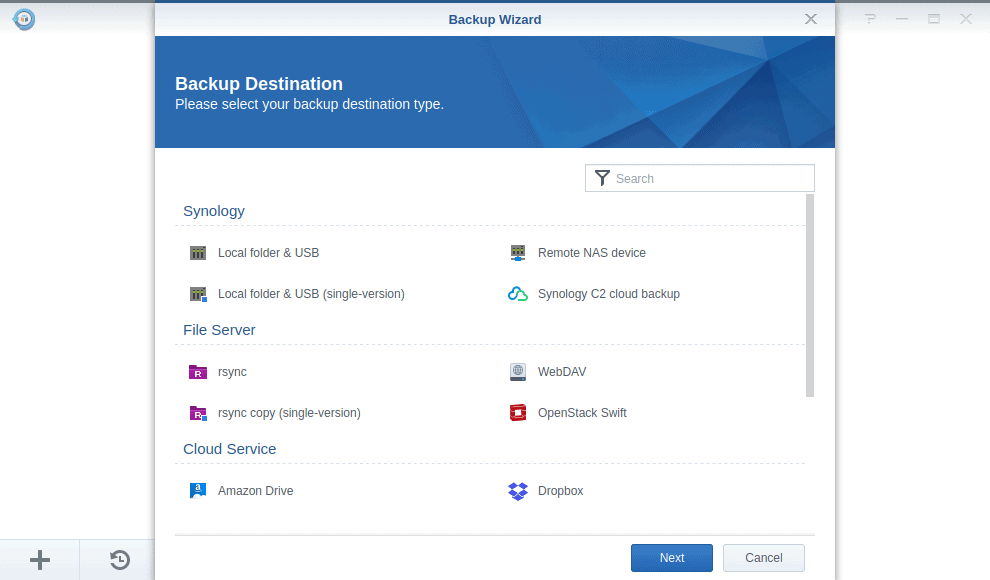 Backup Wizard
Backup Destination
Please select your backup destination type.
Search
Synology
Local folder & USB
Remote NAS device
Local folder & USB (single-version)
Synology C2 cloud backup
File Server
rsync
WebDAV
rsync copy (single-version)
OpenStack Swift
Cloud Service
Amazon Drive
Dropbox
Next
Cancel